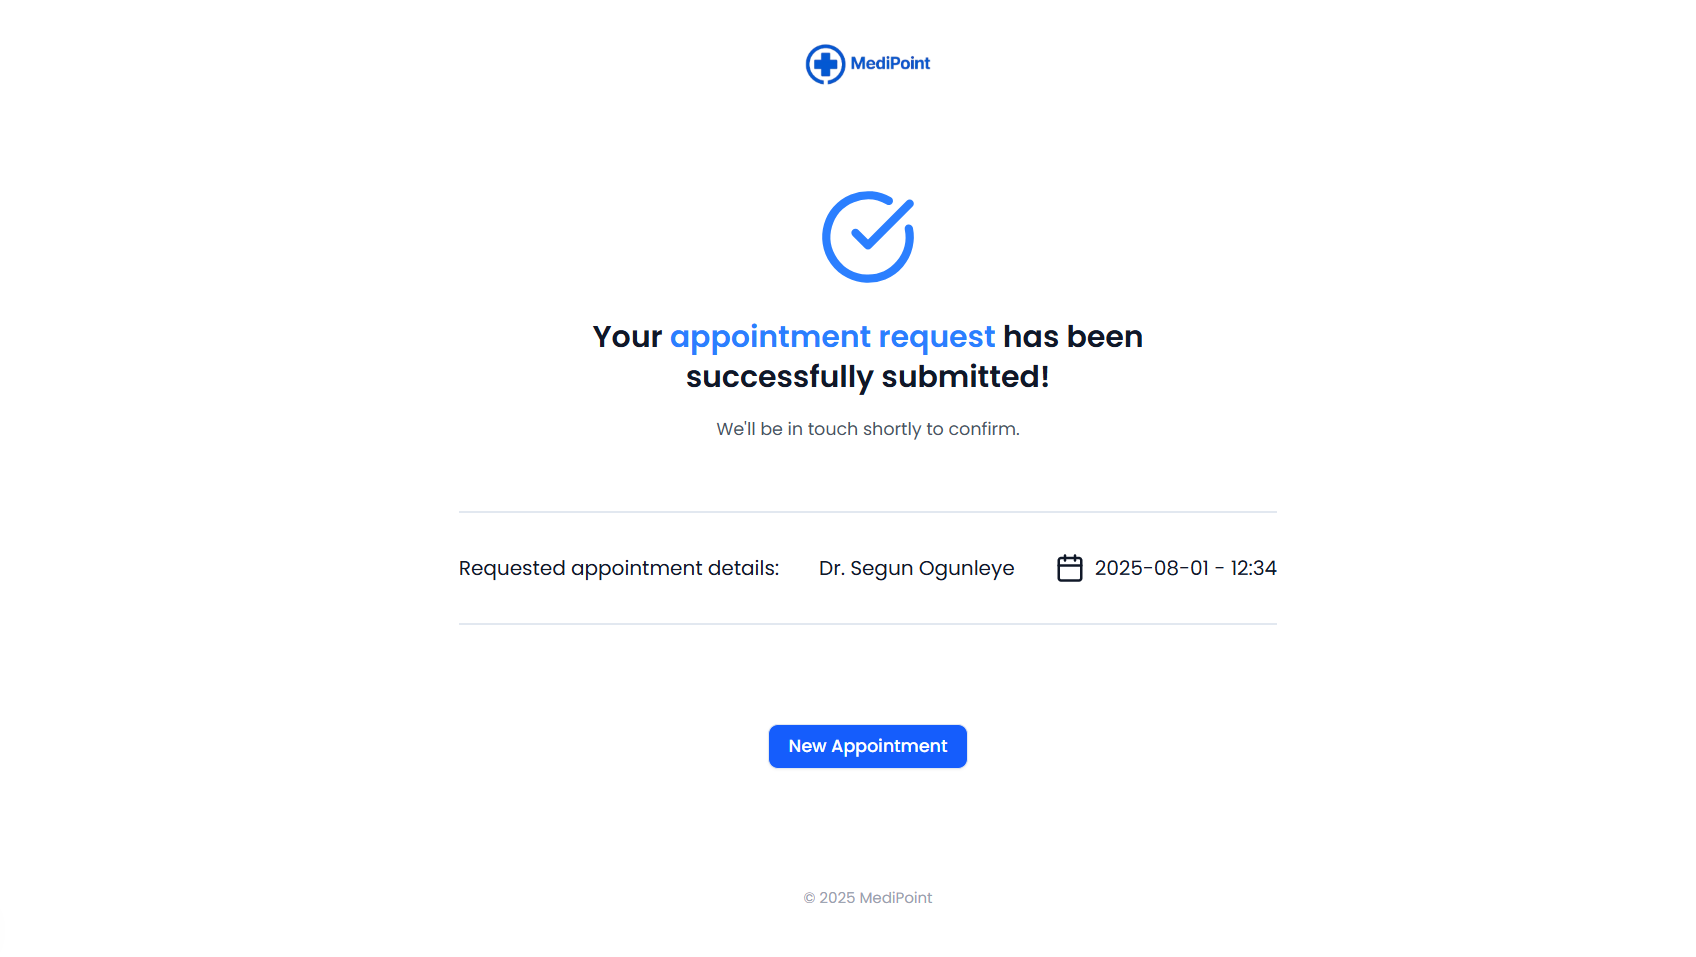 MediPoint
Your appointment request has been
successfully submitted!
We'll be in touch shortly to confirm.
Requested appointment details: Dr. Segun Ogunleye 2025-08-01 - 12:34
New Appointment
© 2025 MediPoint